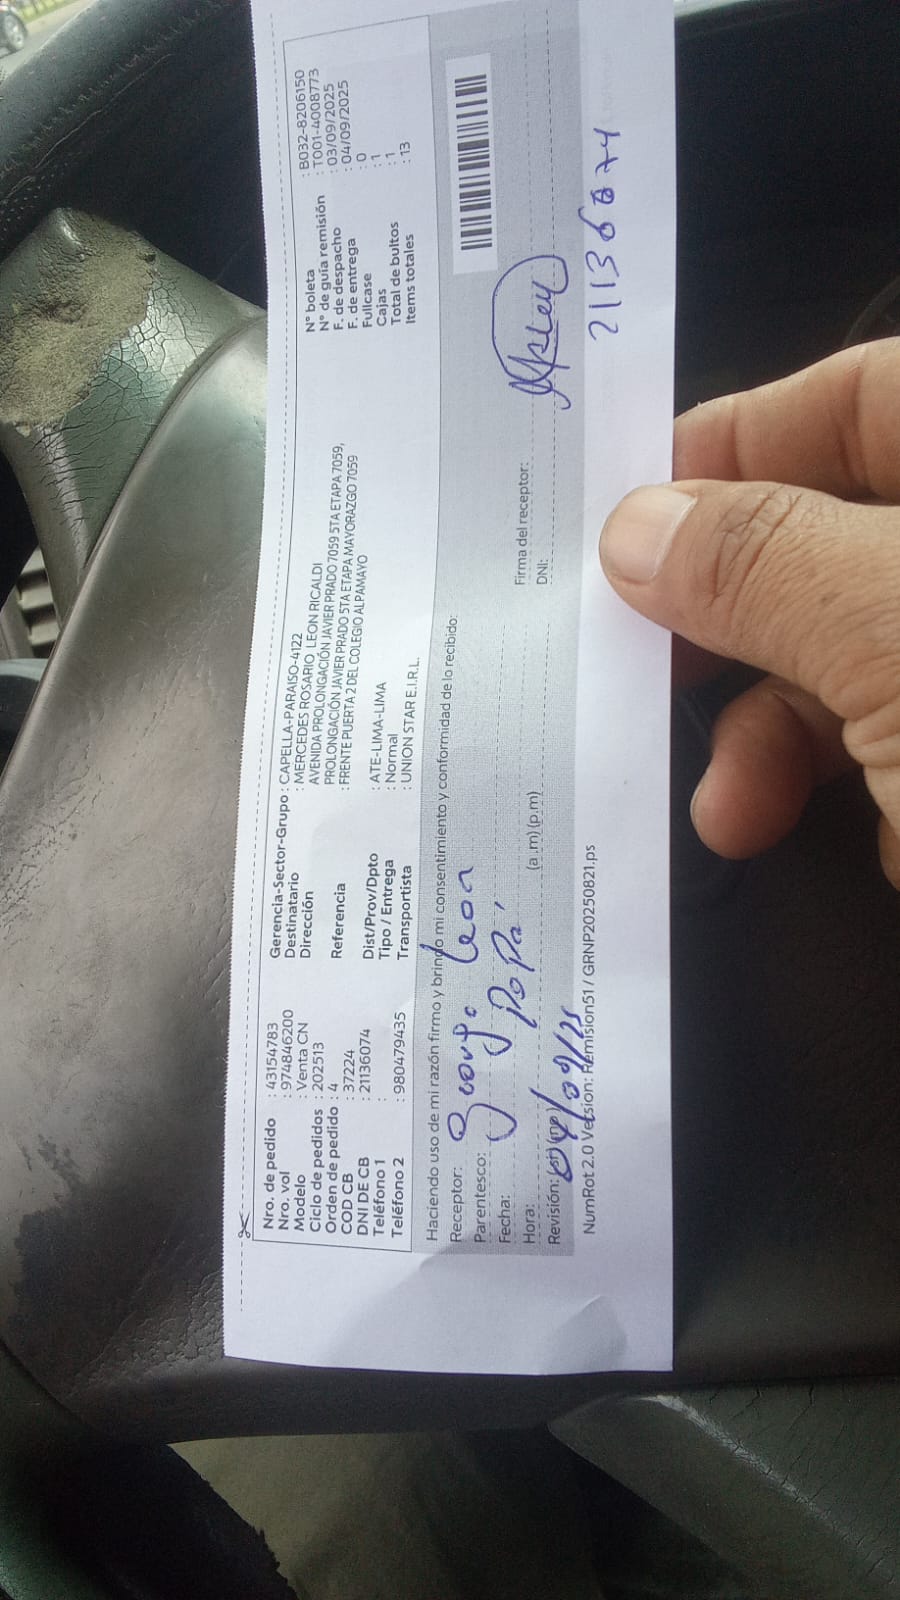 Nro. de pedido : 43154783
Nro. vol : 974846200
Modelo : Venta CN
Ciclo de pedidos : 202513
Orden de pedido : 4
COD CB : 37224
DNI DE CB : 21136074
Teléfono 1 :
Teléfono 2 : 980479435
Gerencia-Sector-Grupo : CAPELLA-PARAISO-4122
Destinatario : MERCEDES ROSARIO LEON RICALDI
Dirección AVENIDA PROLONGACIÓN JAVIER PRADO 7059 5TA ETAPA 7059,
PROLONGACIÓN JAVIER PRADO 5TA ETAPA MAYORAZGO 7059
Referencia : FRENTE PUERTA 2 DEL COLEGIO ALPAMAYO
Dist/Prov/Dpto : ATE-LIMA-LIMA
Tipo / Entrega : Normal
Transportista : UNION STAR E.I.R.L.
N° boleta : B032-8206150
N° de guía remisión : T001-4008773
F. de despacho : 03/09/2025
F. de entrega : 04/09/2025
Fullcase : 0
Cajas : 1
Total de bultos : 1
Items totales : 13
Haciendo uso de mi razón firmo y brindo mi consentimiento y conformidad de lo recibido:
Receptor: Leon
Parentesco: PaPá
Fecha: 04/09/25
Hora: (a.m) (p.m)
Revisión: (si) (no)
Firma del receptor:
DNI: 21136074
NumRot 2.0 Version: Remision51 / GRNP20250821.ps